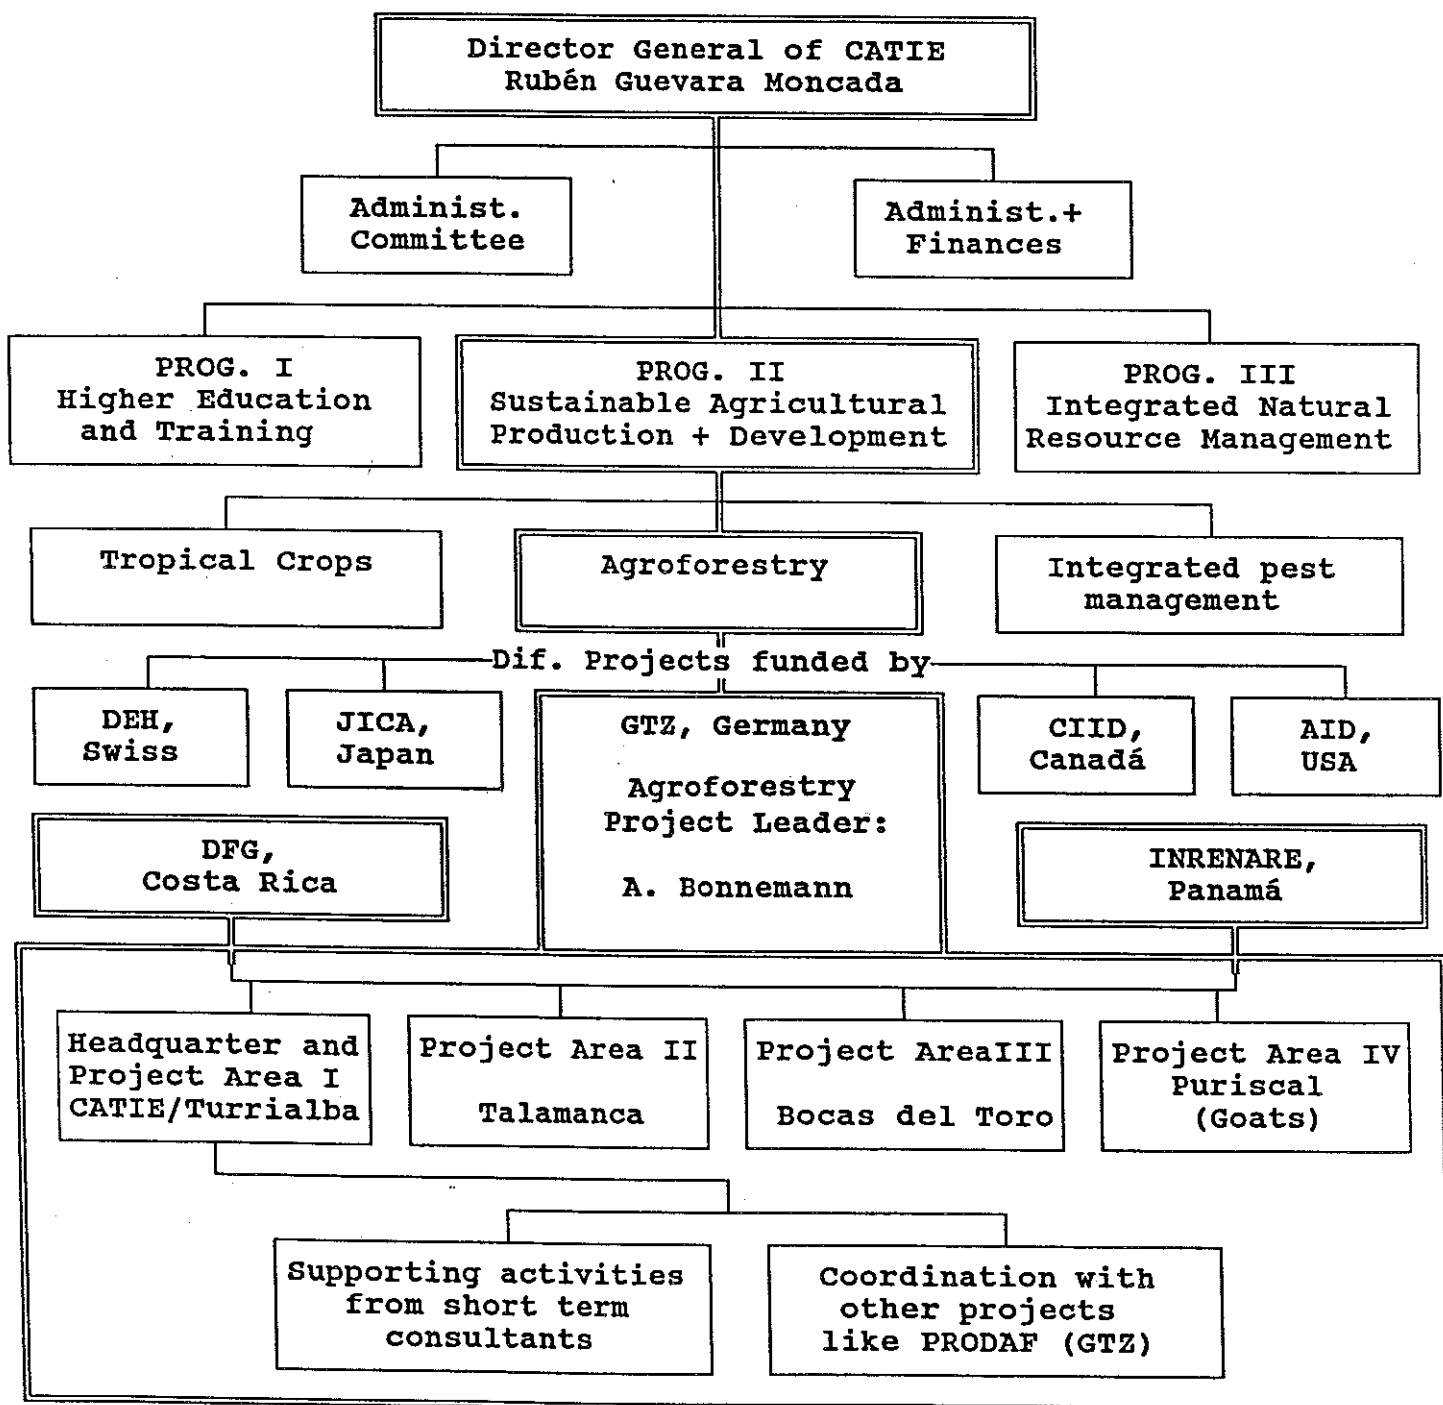 Director General of CATIE
Rubén Guevara Moncada
Administ.
Committee
Administ.+
Finances
PROG. I
Higher Education
and Training
PROG. II
Sustainable Agricultural
Production + Development
PROG. III
Integrated Natural
Resource Management
Tropical Crops
Agroforestry
Integrated pest
management
Dif. Projects funded by
DEH,
Swiss
JICA,
Japan
GTZ, Germany
Agroforestry
Project Leader:
A. Bonnemann
CIID,
Canadá
AID,
USA
DFG,
Costa Rica
INRENARE,
Panamá
Headquarter and
Project Area I
CATIE/Turrialba
Project Area II
Talamanca
Project AreaIII
Bocas del Toro
Project Area IV
Puriscal
(Goats)
Supporting activities
from short term
consultants
Coordination with
other projects
like PRODAF (GTZ)